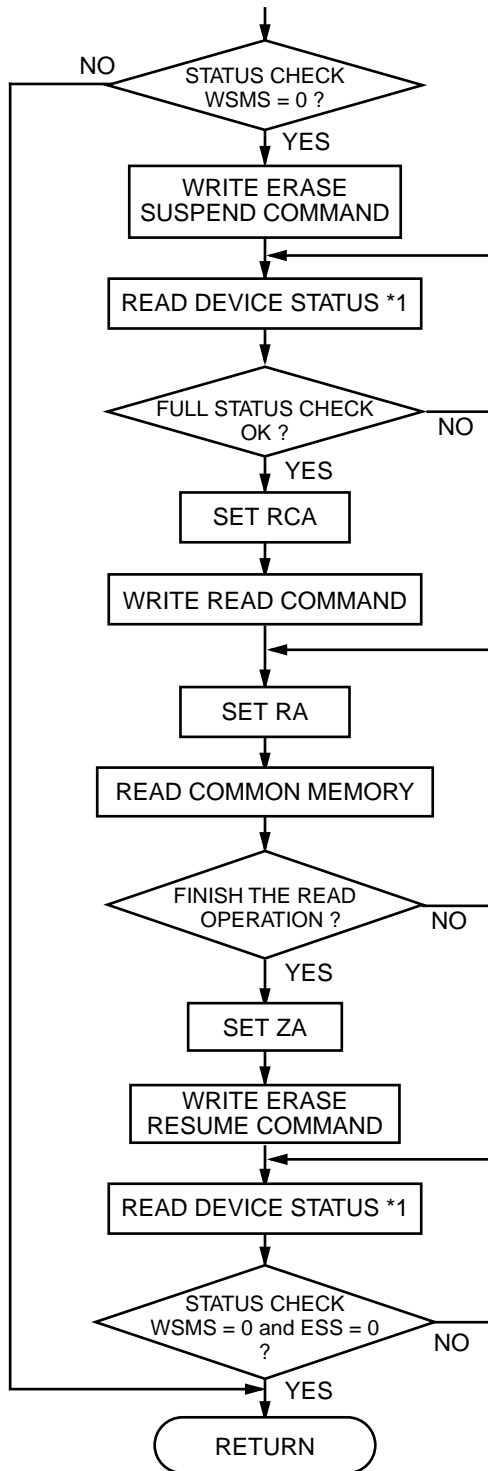 NO
STATUS CHECK
WSMS = 0 ?
YES
WRITE ERASE
SUSPEND COMMAND
READ DEVICE STATUS *1
FULL STATUS CHECK
OK ?
NO
YES
SET RCA
WRITE READ COMMAND
SET RA
READ COMMON MEMORY
FINISH THE READ
OPERATION ?
NO
YES
SET ZA
WRITE ERASE
RESUME COMMAND
READ DEVICE STATUS *1
STATUS CHECK
WSMS = 0 and ESS = 0
?
NO
YES
RETURN